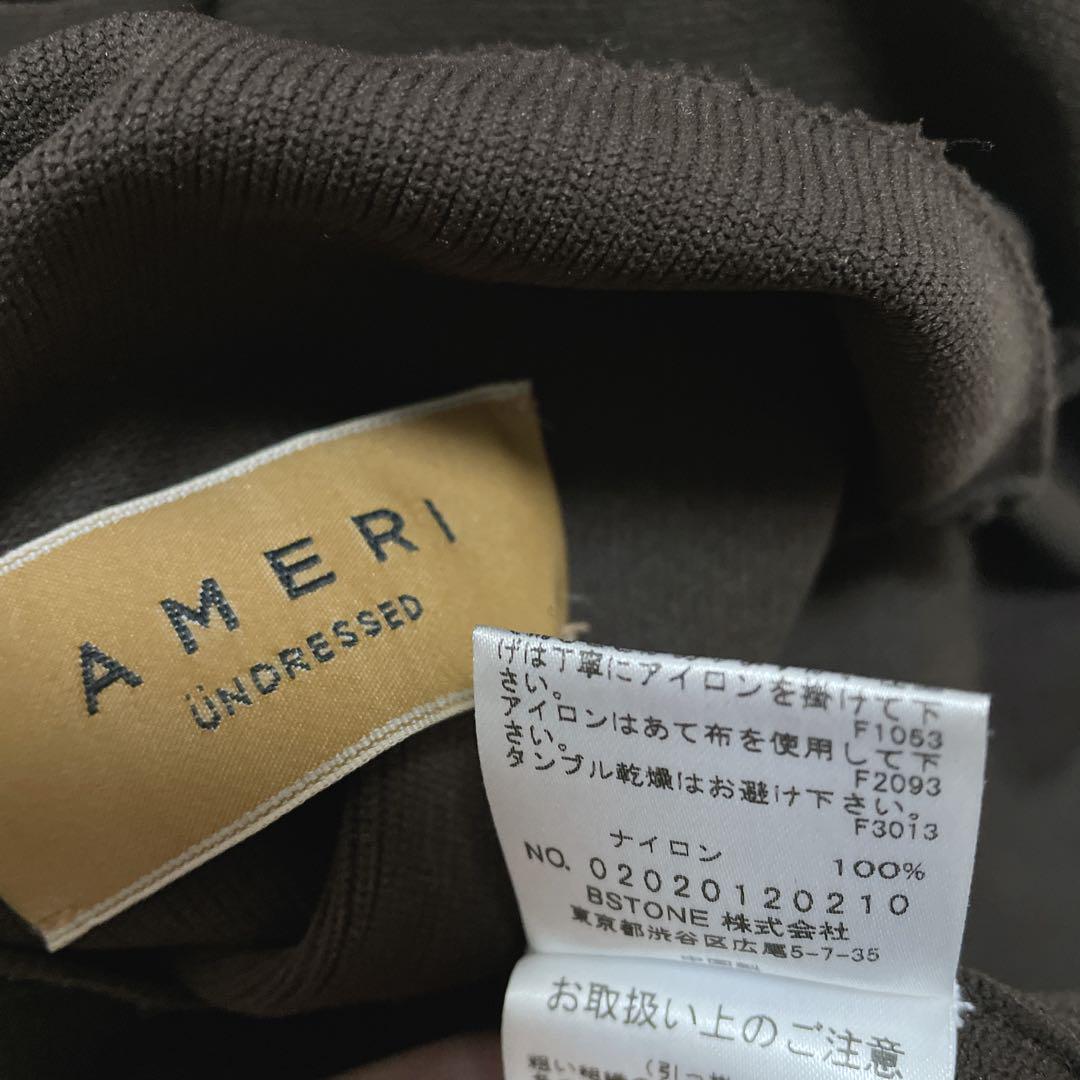 AMERI
ÜNDRESSED
げは丁寧にアイロンを掛けて下
さい。 F1053
アイロンはあて布を使用して下
さい。 F2093
タンブル乾燥はお避け下さい。
F3013
ナイロン 100%
NO. 02020120210
BSTONE 株式会社
東京都渋谷区広尾5-7-35
お取扱い上のご注意